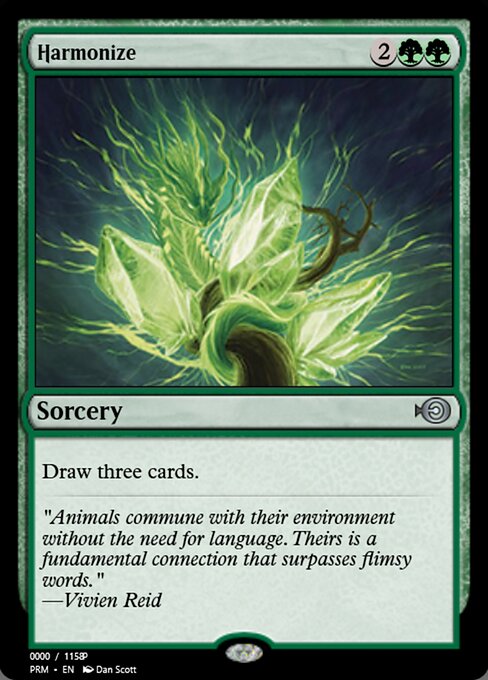 Harmonize 2
Sorcery
Draw three cards.
"Animals commune with their environment
without the need for language. Theirs is a
fundamental connection that surpasses flimsy
words."
—Vivien Reid
0000 / 1158P
PRM • EN Dan Scott